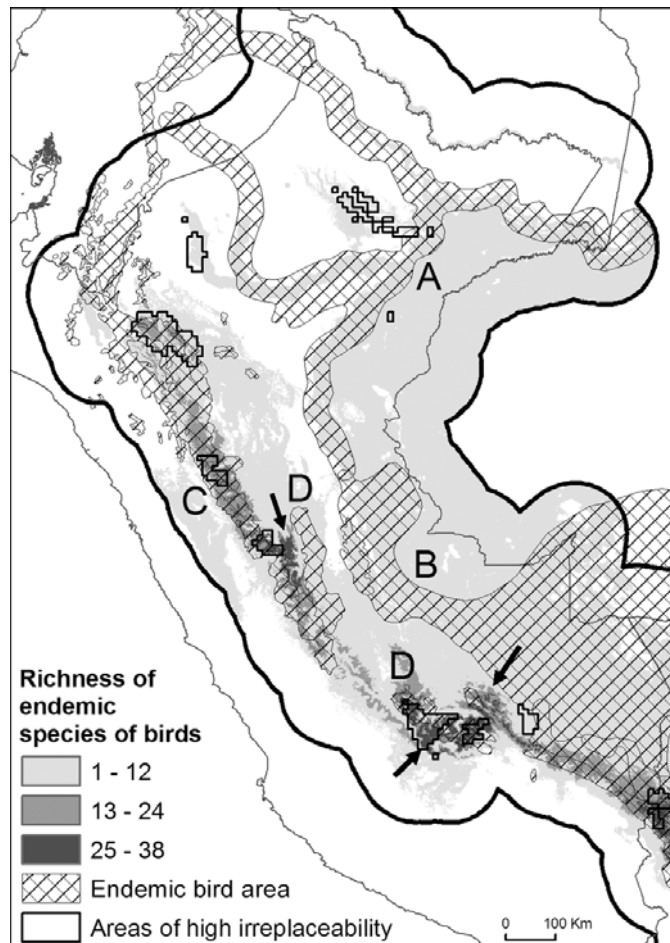 A
D
C
B
D
Richness of
endemic
species of birds
1 - 12
13 - 24
25 - 38
Endemic bird area
Areas of high irreplaceability
0 100 Km